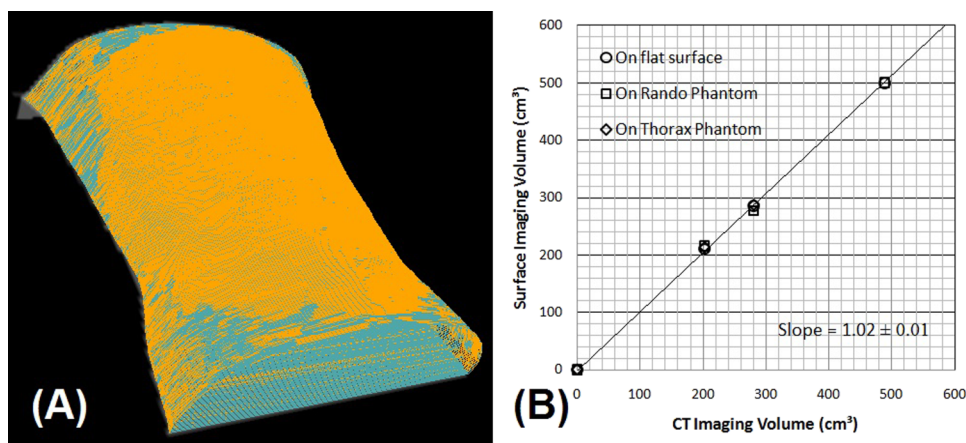 (A)
600
500
400
300
200
100
0
Surface Imaging Volume (cm³)
On flat surface
On Rando Phantom
On Thorax Phantom
Slope = 1.02 ± 0.01
(B)
0 100 200 300 400 500 600
CT Imaging Volume (cm³)